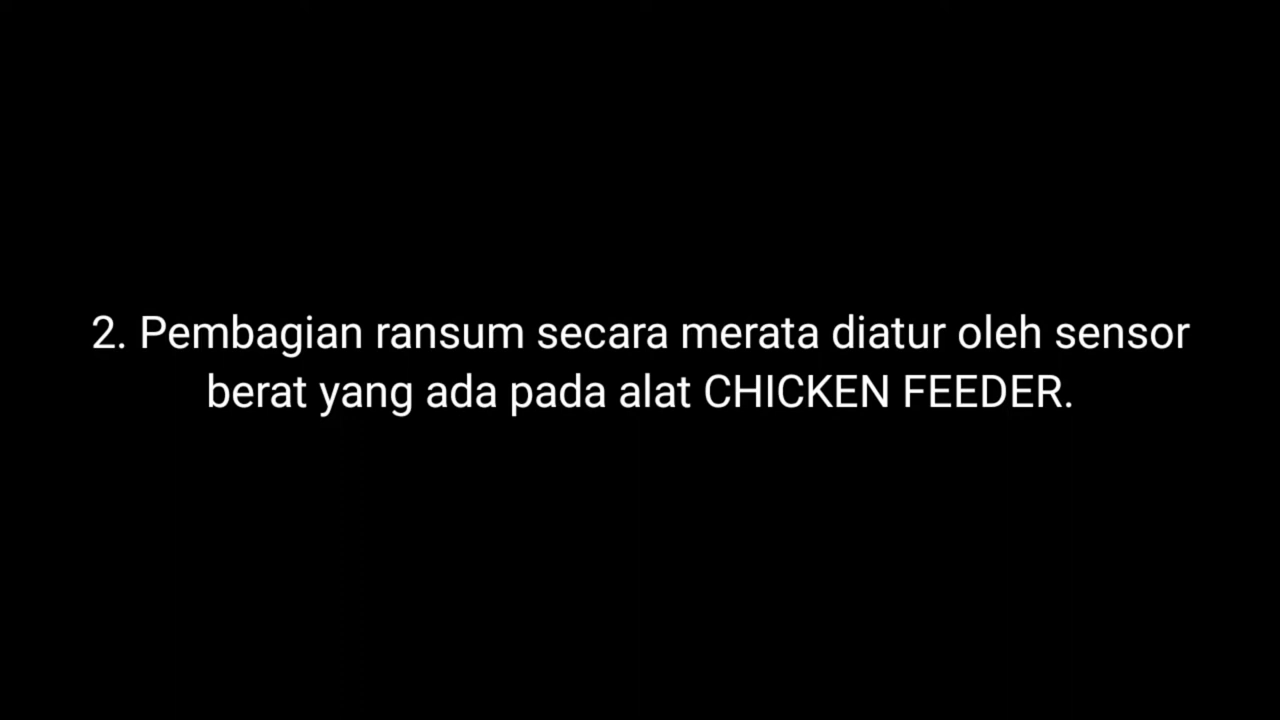 2. Pembagian ransum secara merata diatur oleh sensor
berat yang ada pada alat CHICKEN FEEDER.